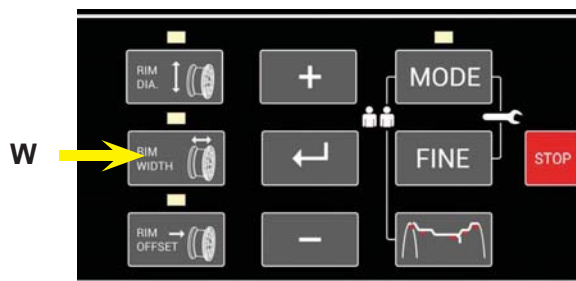 RIM
DIA.
+
MODE
W
RIM
WIDTH
FINE
STOP
RIM
OFFSET
-